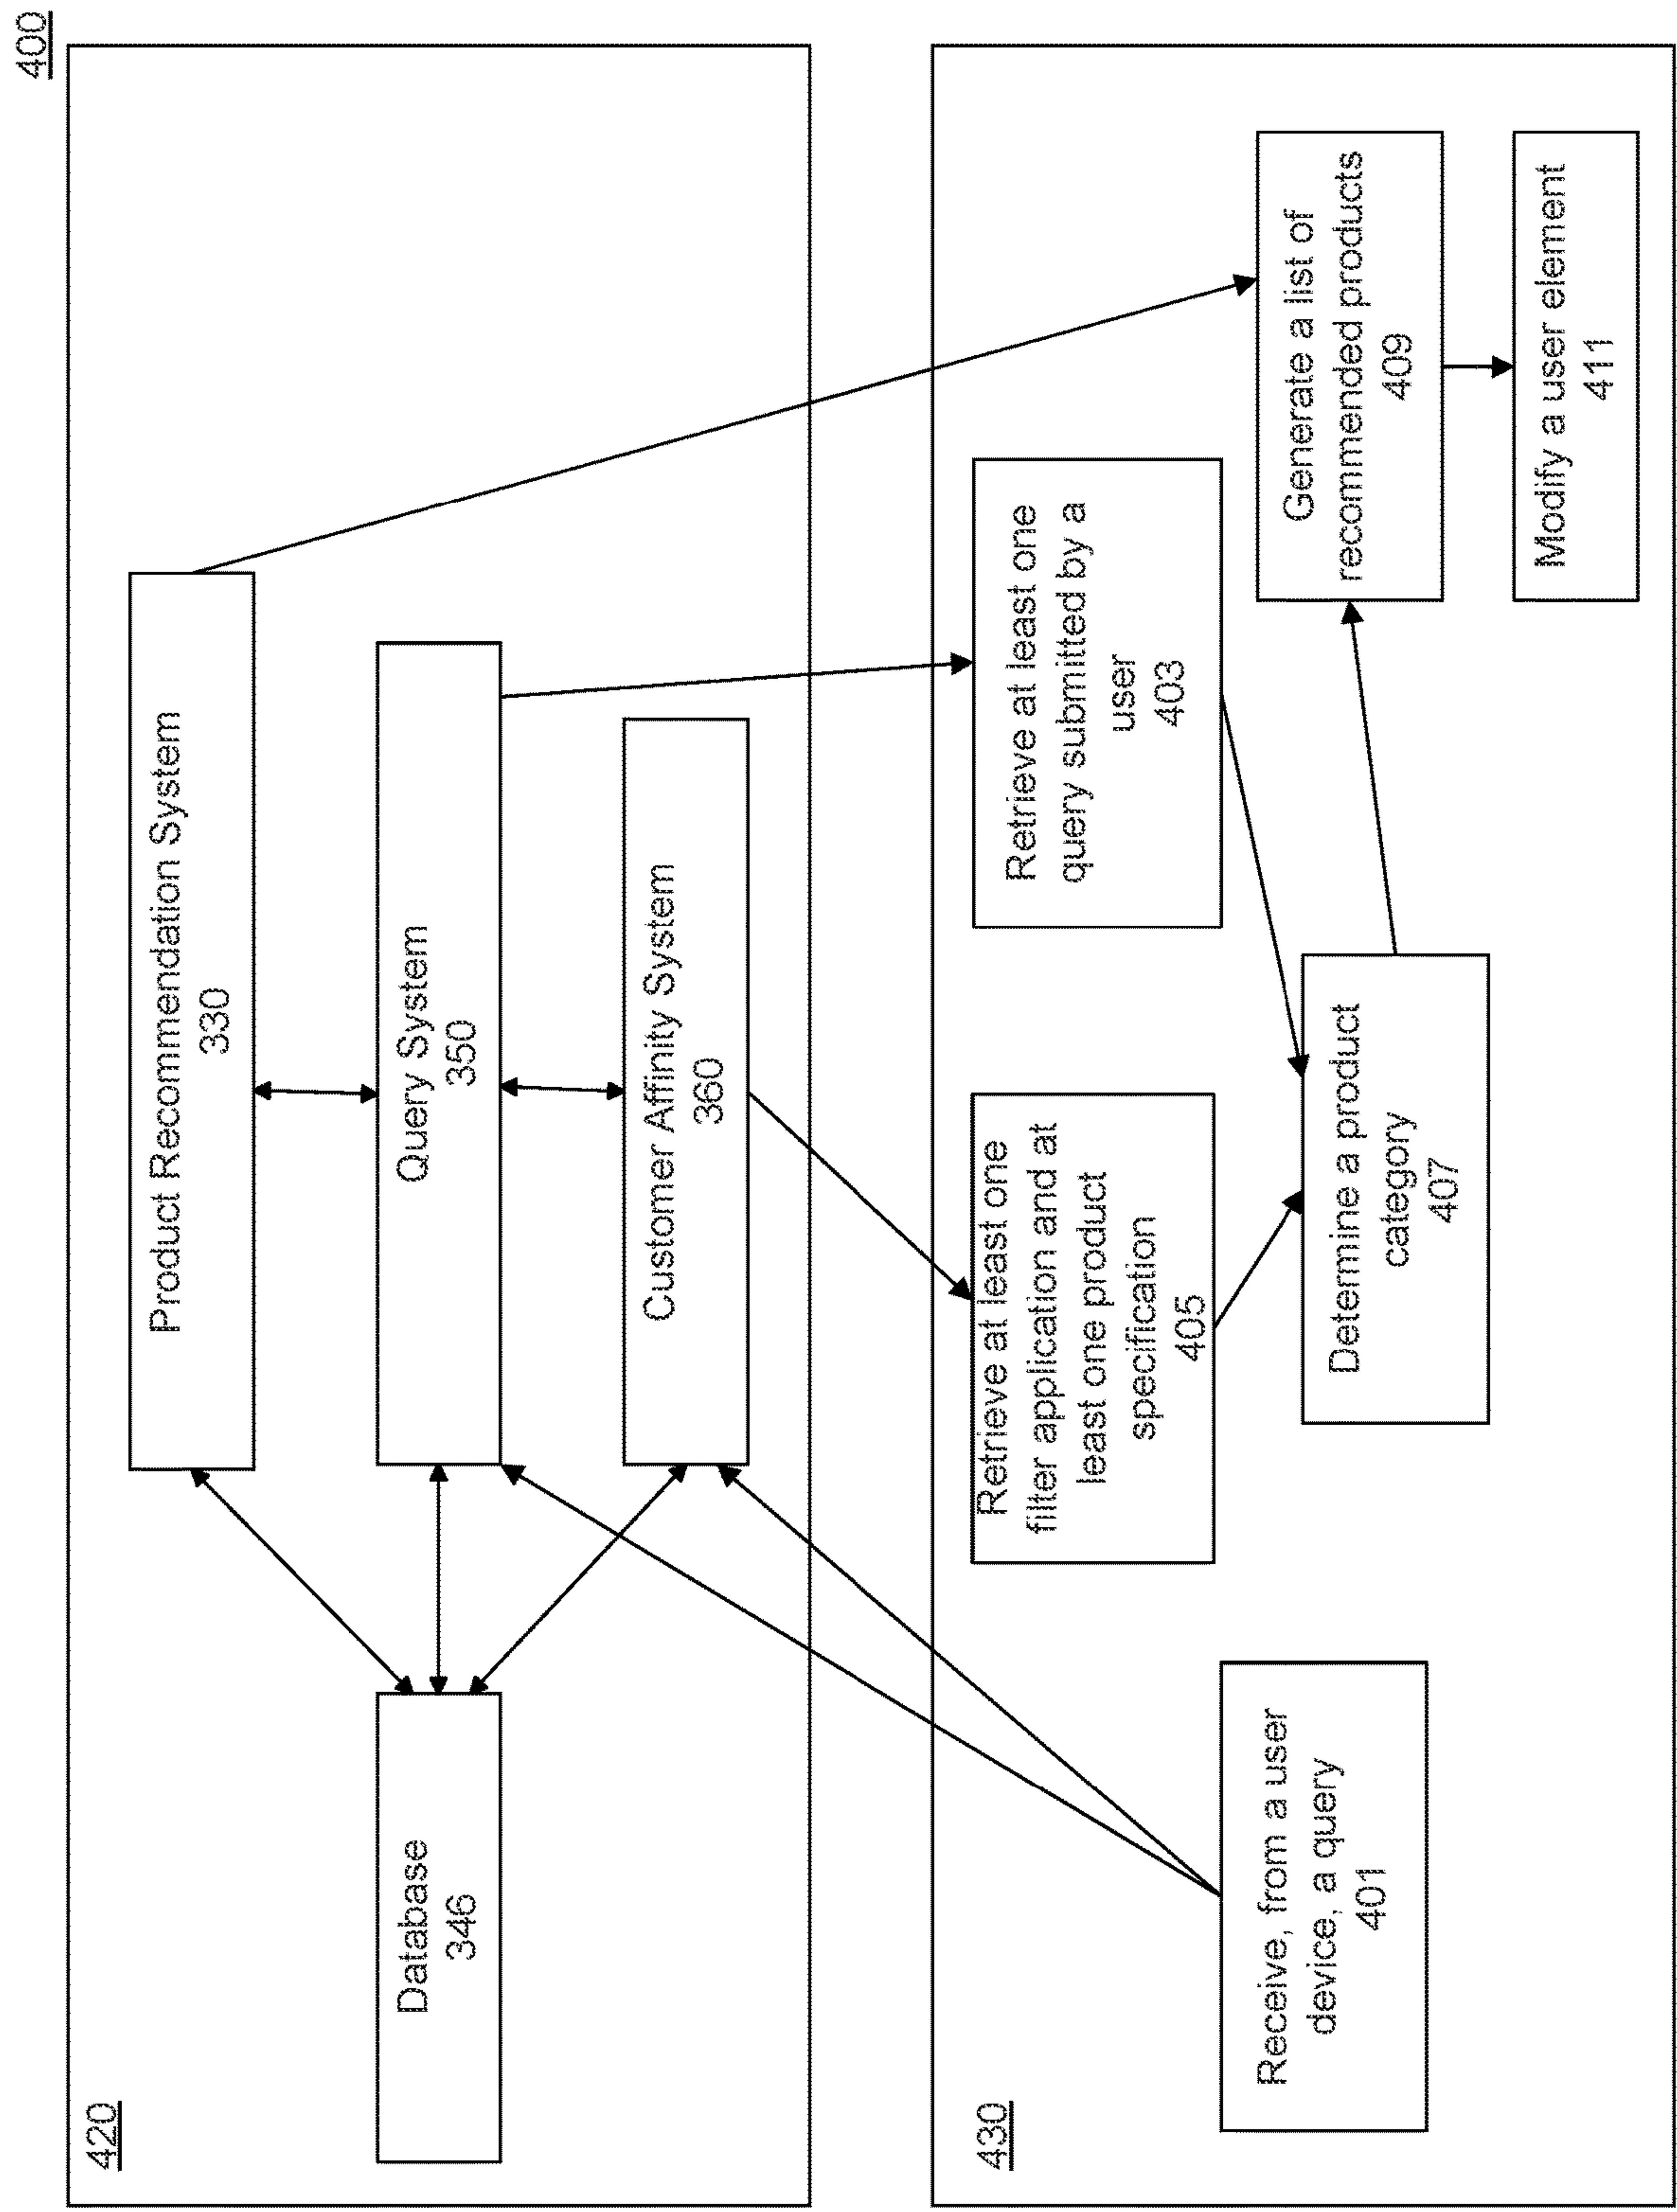 400
420
Product Recommendation System
330
Database
346
Query System
350
Customer Affinity System
360
430
Retrieve at least one
filter application and at
least one product
specification
405
Retrieve at least one
query submitted by a
user
403
Receive, from a user
device, a query
401
Determine a product
category
407
Generate a list of
recommended products
409
Modify a user element
411